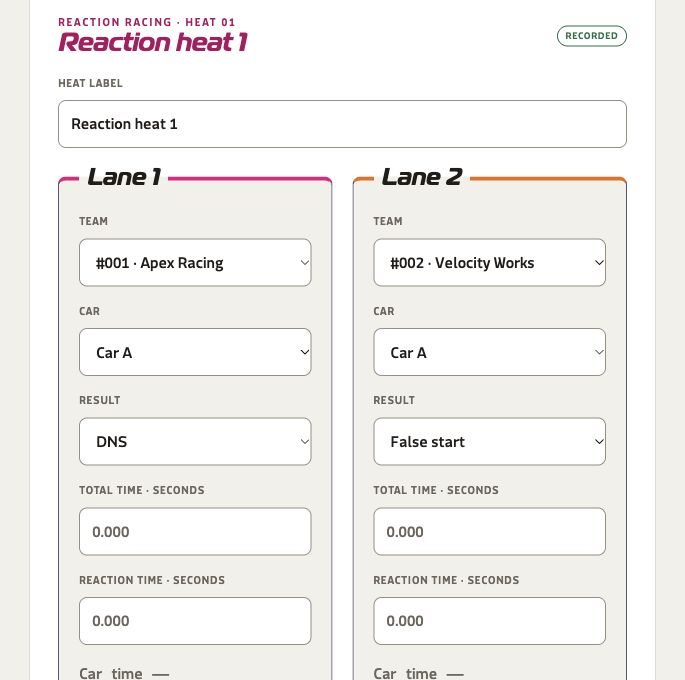 REACTION RACING · HEAT 01
Reaction heat 1
RECORDED
HEAT LABEL
Reaction heat 1
Lane 1
TEAM
#001 · Apex Racing
CAR
Car A
RESULT
DNS
TOTAL TIME · SECONDS
0.000
REACTION TIME · SECONDS
0.000
Car time —
Lane 2
TEAM
#002 · Velocity Works
CAR
Car A
RESULT
False start
TOTAL TIME · SECONDS
0.000
REACTION TIME · SECONDS
0.000
Car time —